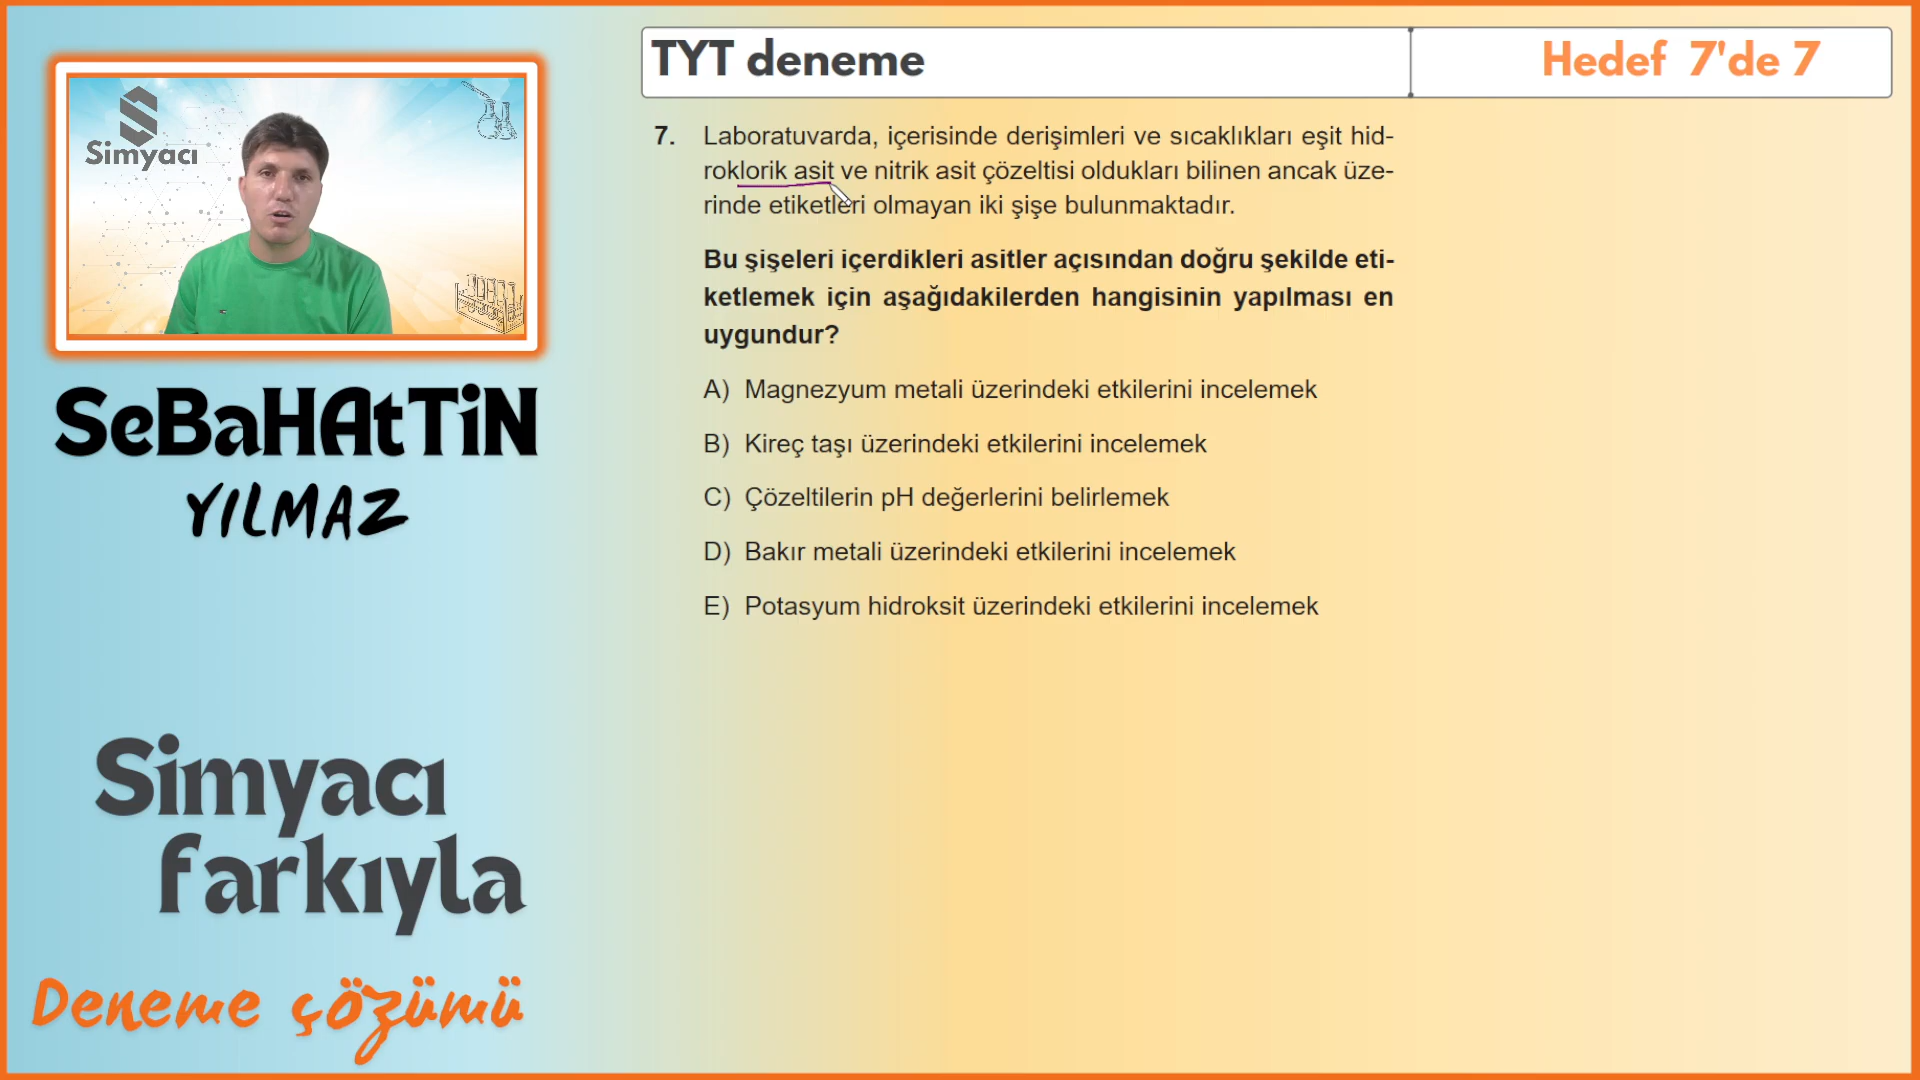 Simyacı
SeBaHAtTiN
YILMAZ
Simyacı
farkıyla
Deneme çözümü
TYT deneme
Hedef 7'de 7
7. Laboratuvarda, içerisinde derişimleri ve sıcaklıkları eşit hid-
roklorik asit ve nitrik asit çözeltisi oldukları bilinen ancak üze-
rinde etiketleri olmayan iki şişe bulunmaktadır.
Bu şişeleri içerdikleri asitler açısından doğru şekilde eti-
ketlemek için aşağıdakilerden hangisinin yapılması en
uygundur?
A) Magnezyum metali üzerindeki etkilerini incelemek
B) Kireç taşı üzerindeki etkilerini incelemek
C) Çözeltilerin pH değerlerini belirlemek
D) Bakır metali üzerindeki etkilerini incelemek
E) Potasyum hidroksit üzerindeki etkilerini incelemek